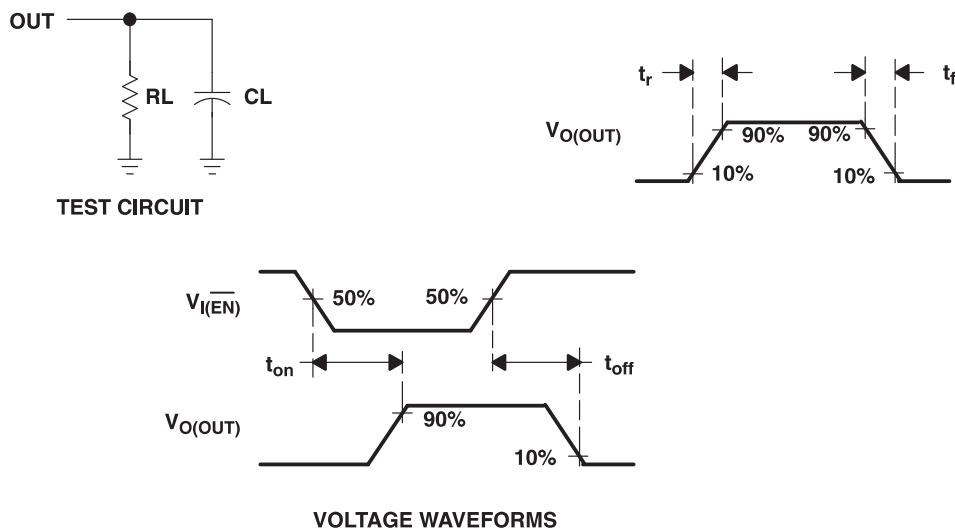 OUT
RL
CL
TEST CIRCUIT
tr
tf
VO(OUT)
90%
90%
10%
10%
VI(E̅N̅)
50%
50%
ton
toff
VO(OUT)
90%
10%
VOLTAGE WAVEFORMS